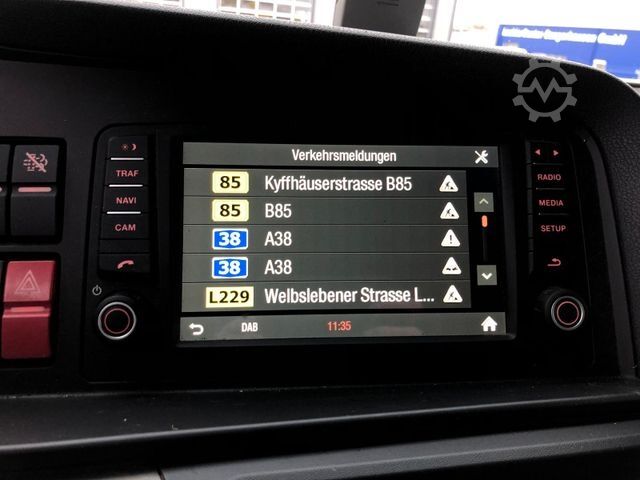 Verkehrsmeldungen
TRAF
NAVI
CAM
85 Kyffhäuserstrasse B85
85 B85
38 A38
38 A38
L229 Welbslebener Strasse L...
DAB 11:35
RADIO
MEDIA
SETUP